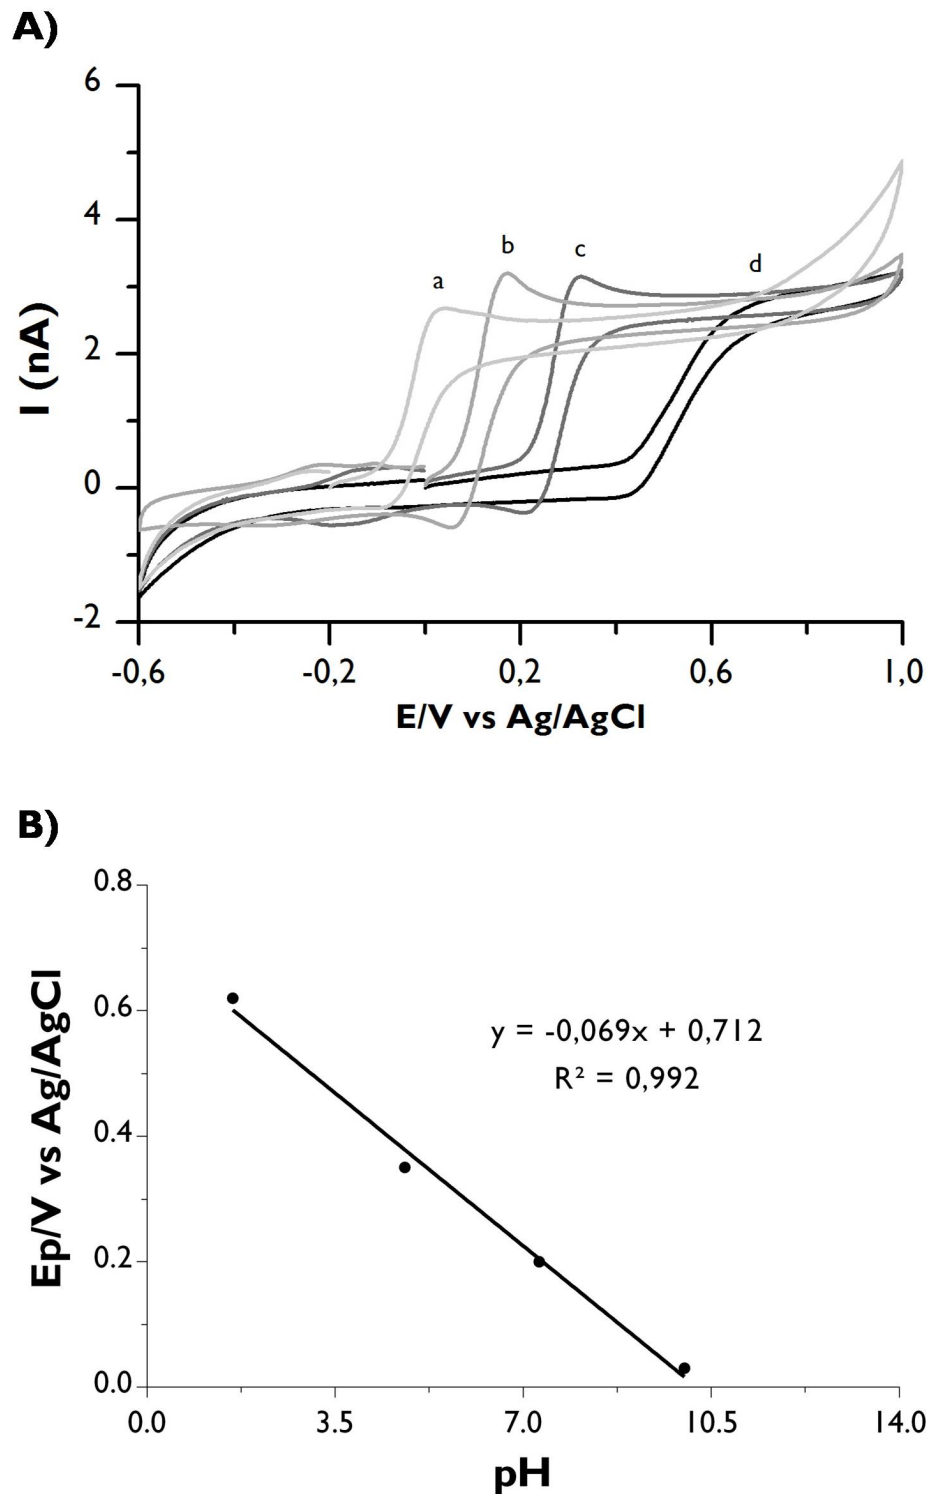 A)
6
4
2
0
-2
I (nA)
a
b
c
d
-0,6
-0,2
0,2
0,6
1,0
E/V vs Ag/AgCl
B)
0.8
0.6
0.4
0.2
0.0
Ep/V vs Ag/AgCl
y = -0,069x + 0,712
R² = 0,992
0.0
3.5
7.0
10.5
14.0
pH